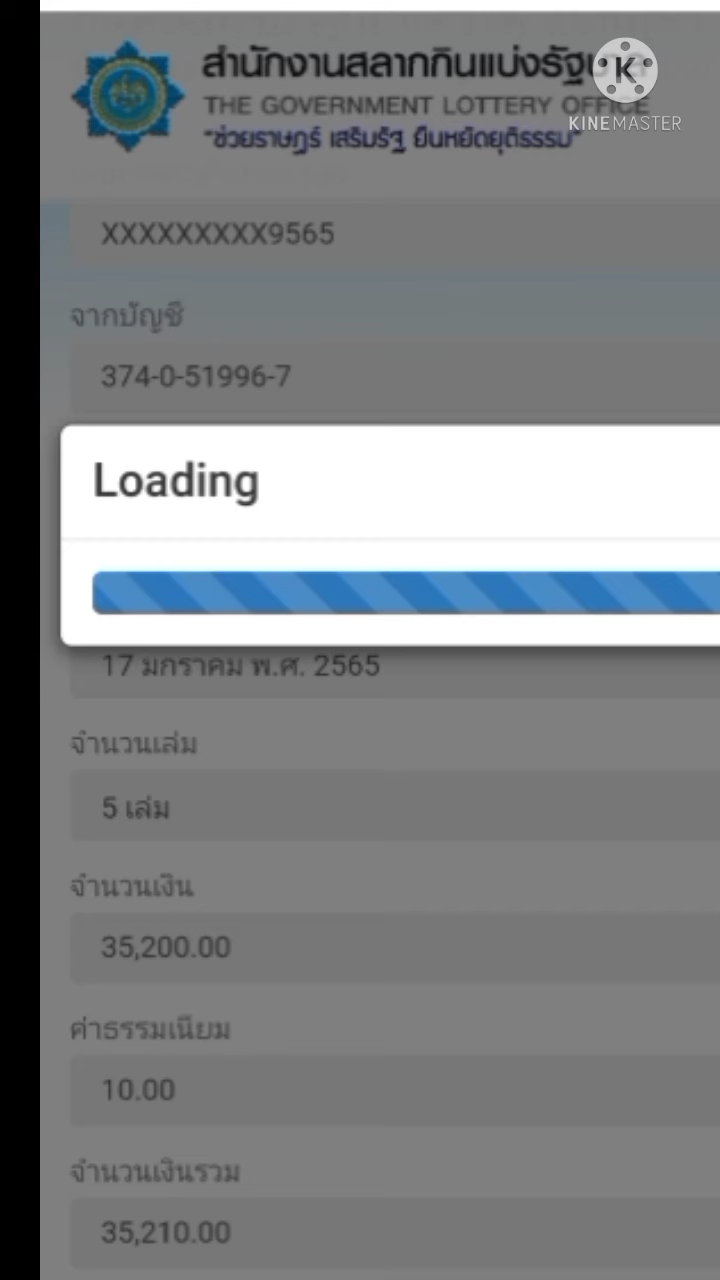 สำนักงานสลากกินแบ่งรัฐบาล
THE GOVERNMENT LOTTERY OFFICE
"ช่วยราษฎร์ เสริมรัฐ ยืนหยัดยุติธรรม"
K
KINEMASTER
XXXXXXXXX9565
จากบัญชี
374-0-51996-7
Loading
17 มกราคม พ.ศ. 2565
จำนวนเล่ม
5 เล่ม
จำนวนเงิน
35,200.00
ค่าธรรมเนียม
10.00
จำนวนเงินรวม
35,210.00